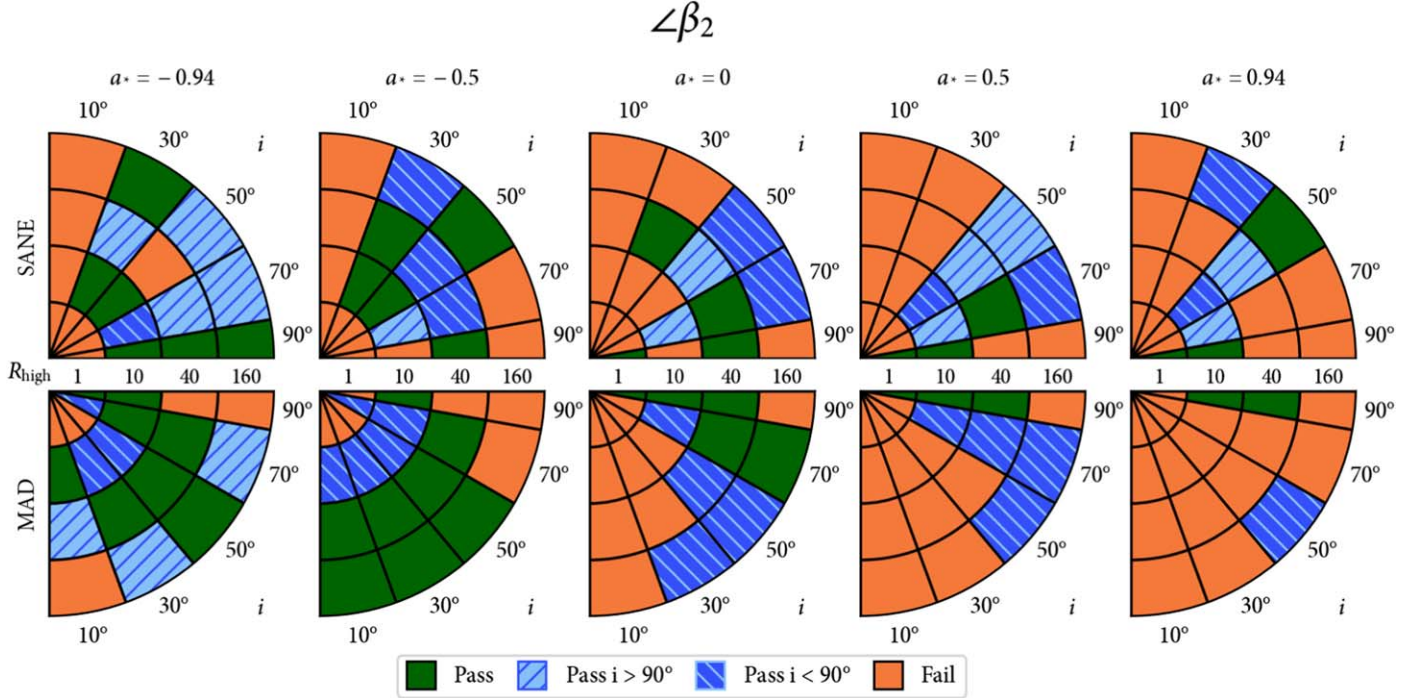 ∠β₂
a* = − 0.94 a* = − 0.5 a* = 0 a* = 0.5 a* = 0.94
10° 10° 10° 10° 10°
30° i 30° i 30° i 30° i 30° i
50° 50° 50° 50° 50°
SANE
70° 70° 70° 70° 70°
90° 90° 90° 90° 90°
R_high 1 10 40 160 1 10 40 160 1 10 40 160 1 10 40 160 1 10 40 160
90° 90° 90° 90° 90°
70° 70° 70° 70° 70°
MAD
50° 50° 50° 50° 50°
30° i 30° i 30° i 30° i 30° i
10° 10° 10° 10° 10°
Pass Pass i > 90° Pass i < 90° Fail